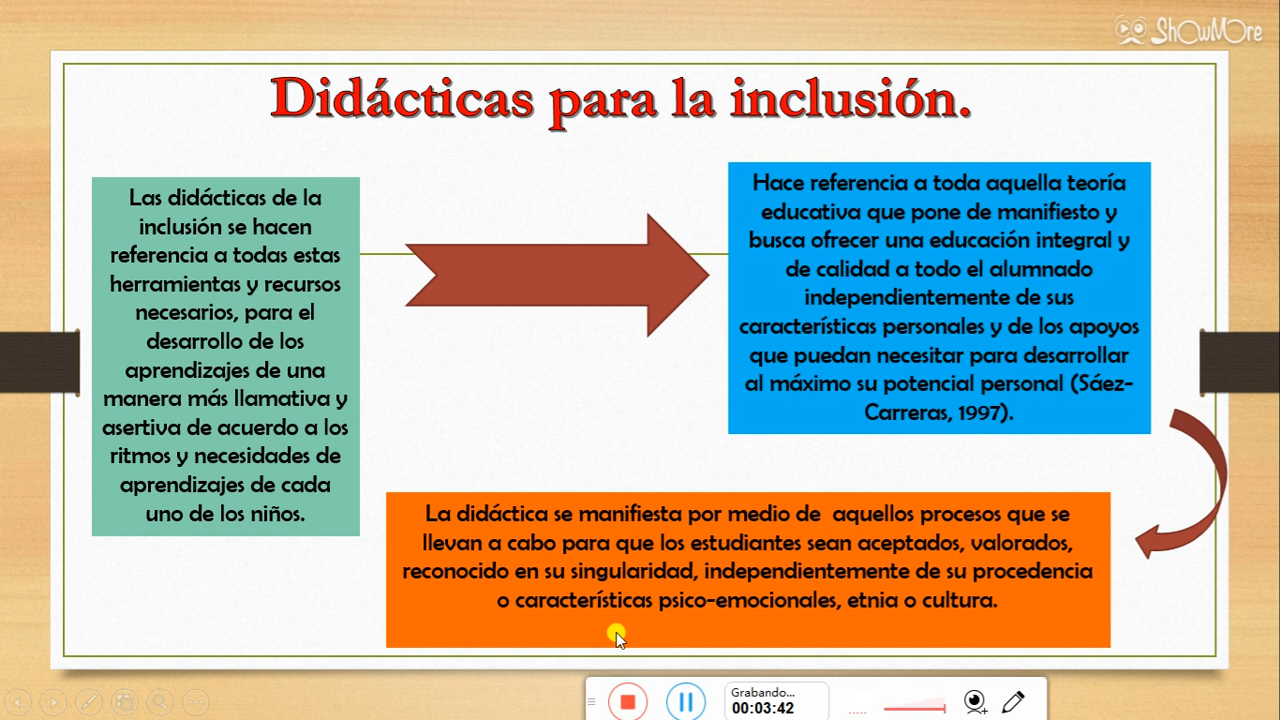 ShowMore
Didácticas para la inclusión.
Las didácticas de la
inclusión se hacen
referencia a todas estas
herramientas y recursos
necesarios, para el
desarrollo de los
aprendizajes de una
manera más llamativa y
asertiva de acuerdo a los
ritmos y necesidades de
aprendizajes de cada
uno de los niños.
Hace referencia a toda aquella teoría
educativa que pone de manifiesto y
busca ofrecer una educación integral y
de calidad a todo el alumnado
independientemente de sus
características personales y de los apoyos
que puedan necesitar para desarrollar
al máximo su potencial personal (Sáez-
Carreras, 1997).
La didáctica se manifiesta por medio de  aquellos procesos que se
llevan a cabo para que los estudiantes sean aceptados, valorados,
reconocido en su singularidad, independientemente de su procedencia
o características psico-emocionales, etnia o cultura.
Grabando...
00:03:42